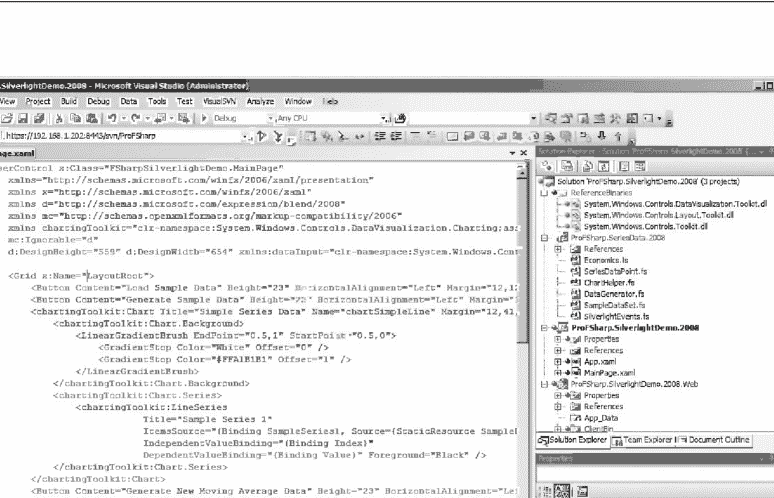 .SilverlightDemo.2008 - Microsoft Visual Studio (Administrator)
View Project Build Debug Data Tools Test VisualSVN Analyze Window Help
Debug Any CPU
https://192.168.1.202:8443/svn/ProFSharp
age.xaml
serControl x:Class="FSharpSilverlightDemo.MainPage"
xmlns="http://schemas.microsoft.com/winfx/2006/xaml/presentation"
xmlns x="http://schemas.microsoft.com/winfx/2006/xaml"
xmlns d="http://schemas.microsoft.com/expression/blend/2008"
xmlns mc="http://schemas.openxmlformats.org/markup-compatibility/2006"
xmlns chartingToolkit="clr-namespace:System.Windows.Controls.DataVisualization.Charting;ass
mc:Ignorable="d"
d:DesignHeight="559" d:DesignWidth="654" xmlns:dataInput="clr-namespace:System.Windows.Cont
<Grid x:Name="LayoutRoot">
<Button Content="Load Sample Data" Height="23" HorizontalAlignment="Left" Margin="12,12
<Button Content="Generate Sample Data" Height="22" HorizontalAlignment="Left" Margin="
<chartingToolkit:Chart Title="Simple Series Data" Name="chartSimpleLine" Margin="12,41,
<chartingToolkit:Chart.Background>
<LinearGradientBrush EndPoint="0.5,1" StartPoint="0.5,0">
<GradientStop Color="White" Offset="0" />
<GradientStop Color="#FFA1B1B1" Offset="1" />
</LinearGradientBrush>
</chartingToolkit:Chart.Background>
<chartingToolkit:Chart.Series>
<chartingToolkit:LineSeries
Title="Sample Series 1"
ItemsSource="{Binding SampleSeries1, Source={StaticResource Sample
IndependentValueBinding="{Binding Index}"
DependentValueBinding="{Binding Value}" Foreground="Black" />
</chartingToolkit:Chart.Series>
</chartingToolkit:Chart>
<Button Content="Generate New Moving Average Data" Height="23" HorizontalAlignment="Lef
Solution Explorer - Solution 'ProFSharp.SilverlightDemo.2008' (
Solution 'ProFSharp.SilverlightDemo.2008' (3 projects)
ReferenceBinaries
System.Windows.Controls.DataVisualization.Toolkit.dll
System.Windows.Controls.Layout.Toolkit.dll
System.Windows.Controls.Toolkit.dll
ProFSharp.SeriesData.2008
References
Economics.fs
SeriesDataPoint.fs
ChartHelper.fs
DataGenerator.fs
SampleDataSet.fs
SilverlightEvents.fs
ProFSharp.SilverlightDemo.2008
Properties
References
App.xaml
MainPage.xaml
ProFSharp.SilverlightDemo.2008.Web
Properties
References
App_Data
ClientBin
Solution Explorer Team Explorer Document Outline
Properties